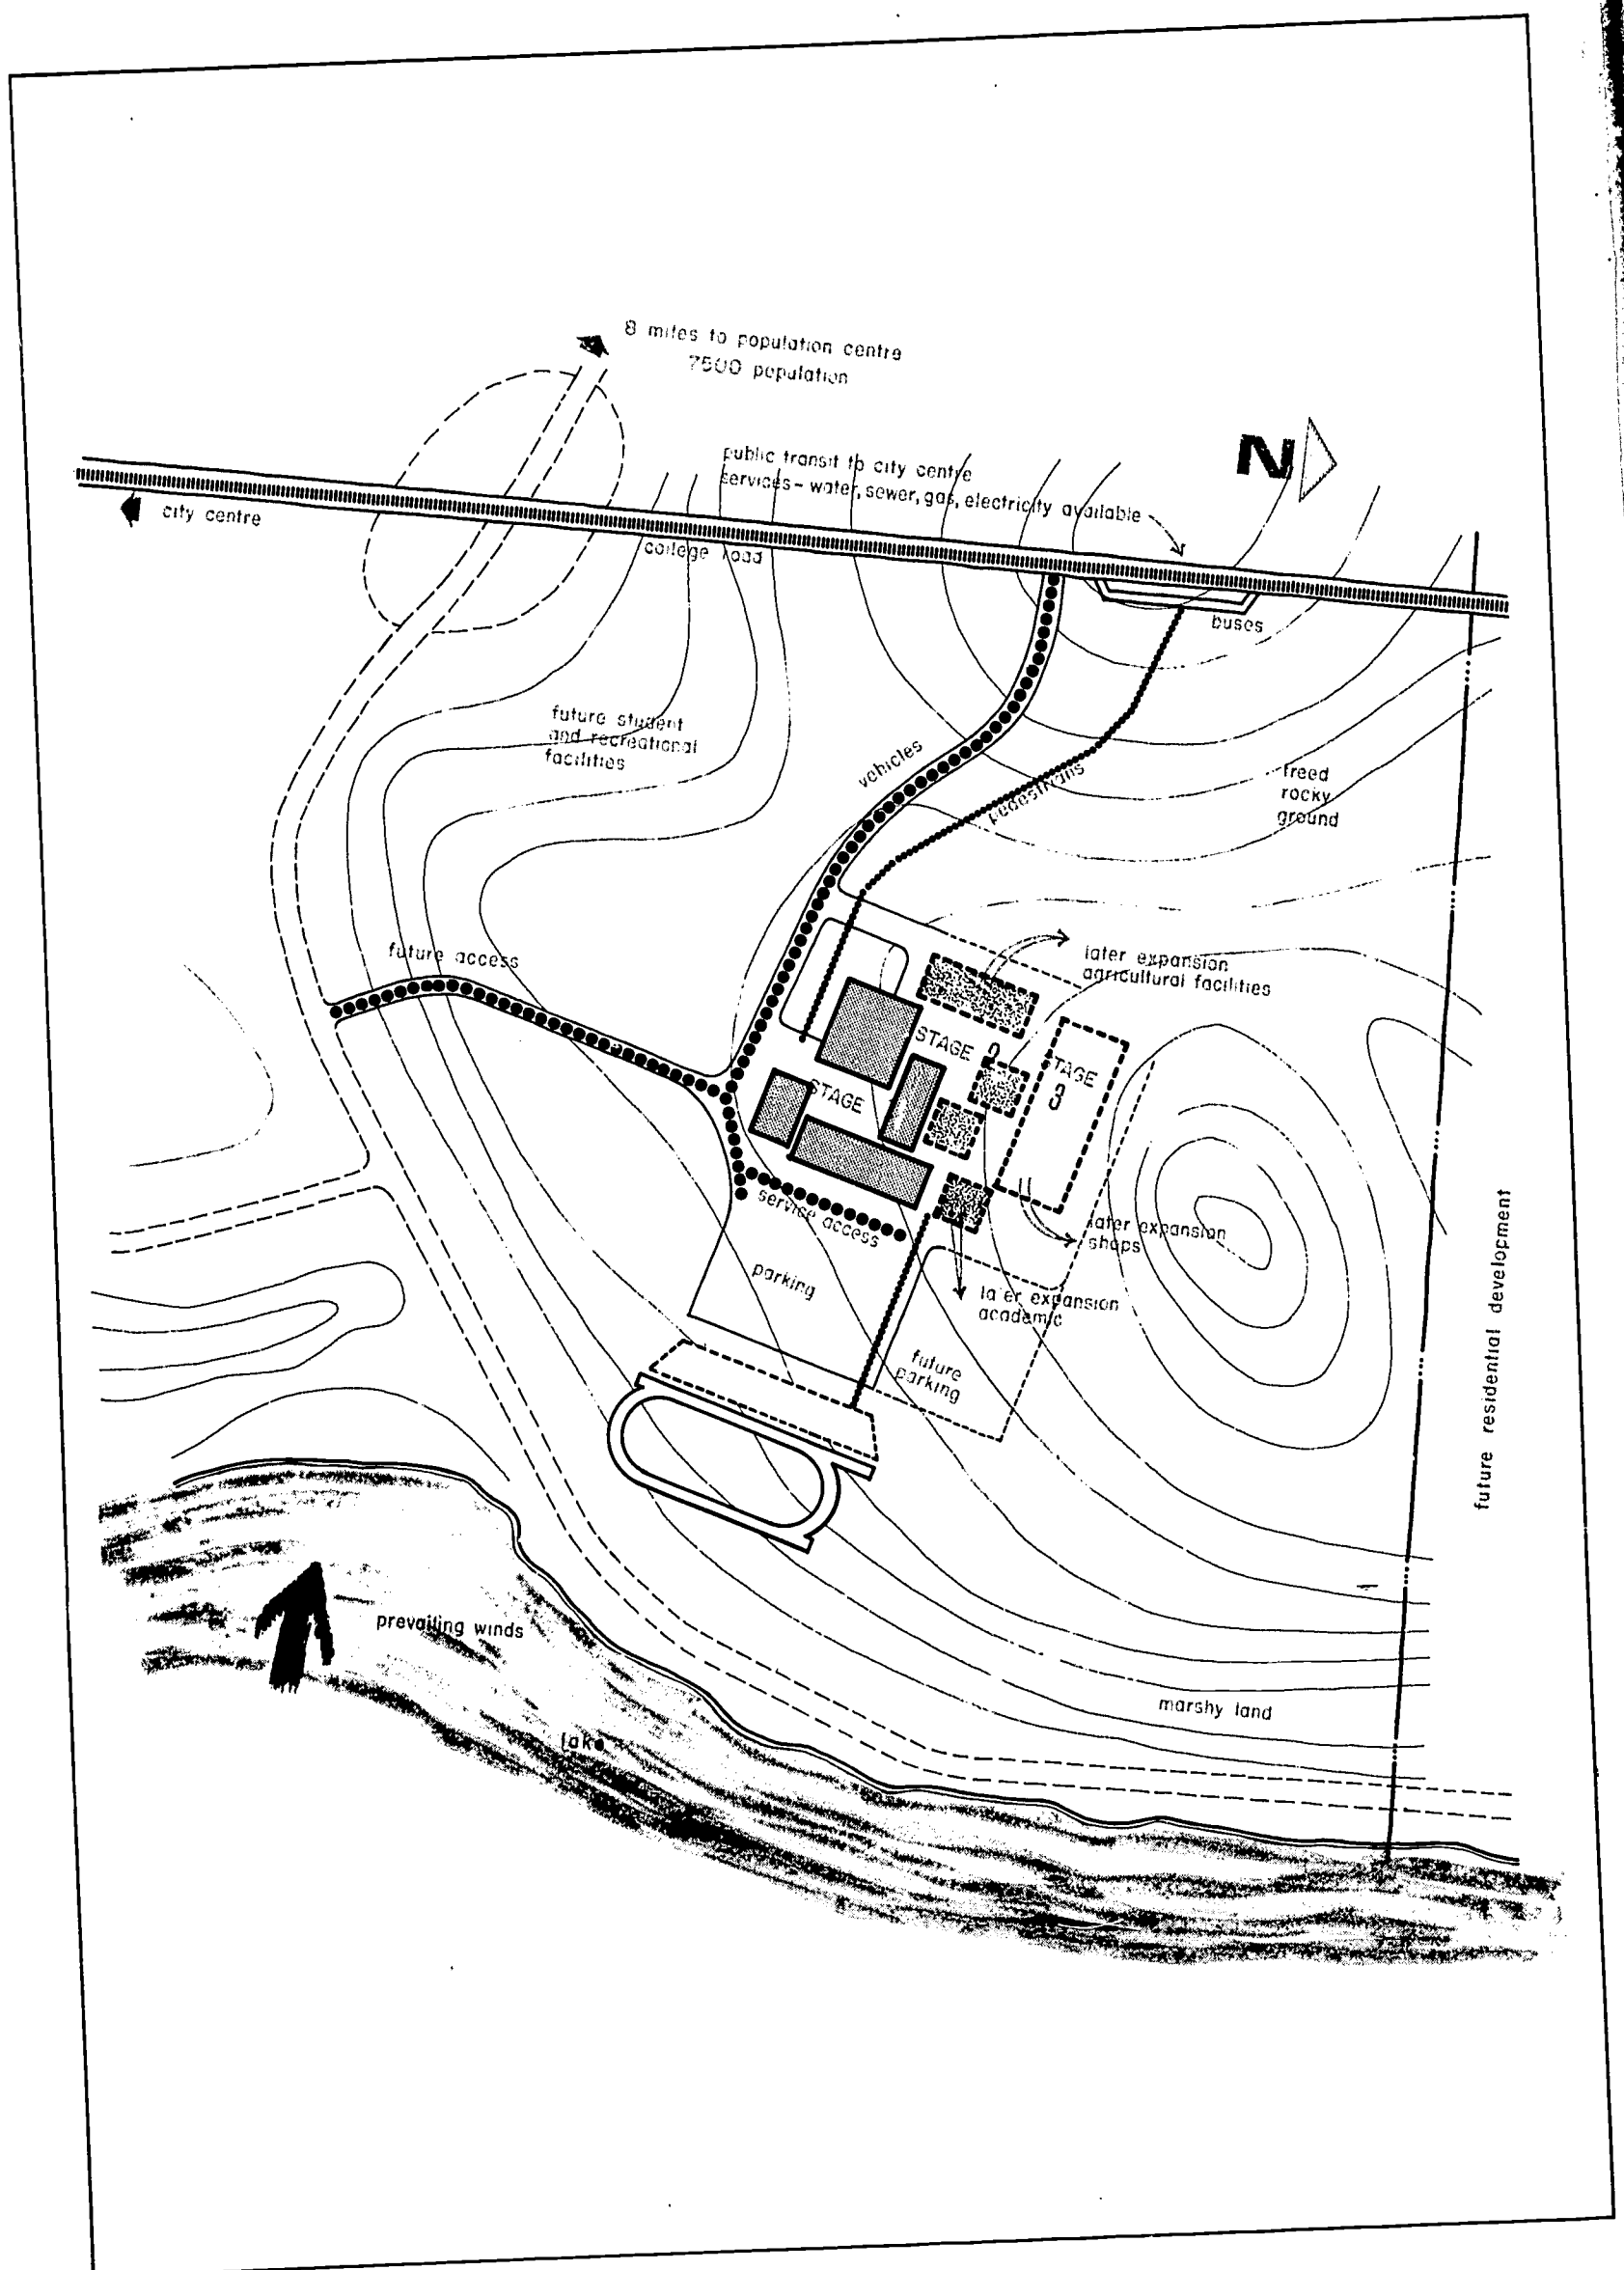 8 miles to population centre
7500 population
N
public transit to city centre
services - water, sewer, gas, electricity available
city centre
college road
buses
future student
and recreational
facilities
vehicles
pedestrians
treed
rocky
ground
future access
later expansion
agricultural facilities
STAGE
2
STAGE
3
STAGE
service access
later expansion
shops
parking
later expansion
academic
future
parking
future residential development
prevailing winds
marshy land
lake